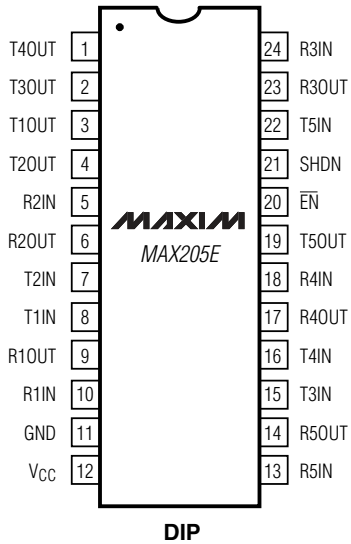 T4OUT 1 24 R3IN
T3OUT 2 23 R3OUT
T1OUT 3 22 T5IN
T2OUT 4 21 SHDN
R2IN 5 20 E̅N̅
R2OUT 6 19 T5OUT
T2IN 7 18 R4IN
T1IN 8 17 R4OUT
R1OUT 9 16 T4IN
R1IN 10 15 T3IN
GND 11 14 R5OUT
VCC 12 13 R5IN
MAXIM
MAX205E
DIP